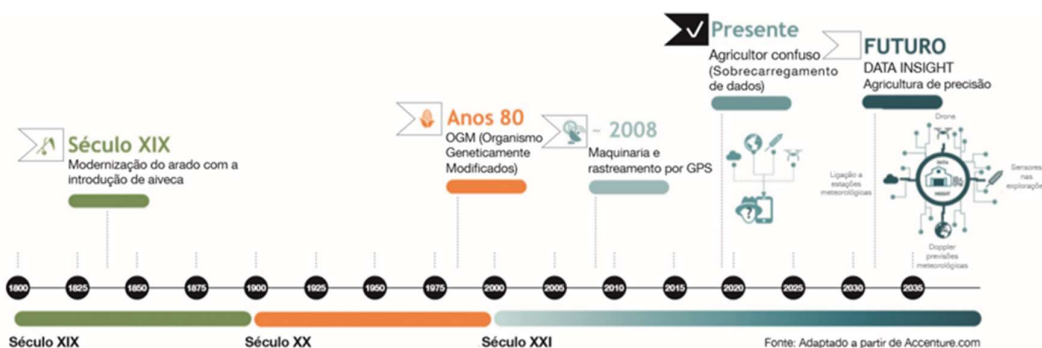 Século XIX
Modernização do arado com a
introdução de aiveca
Anos 80
OGM (Organismo
Geneticamente
Modificados)
~ 2008
Maquinaria e
rastreamento por GPS
Presente
Agricultor confuso
(Sobrecarregamento
de dados)
FUTURO
DATA INSIGHT
Agricultura de precisão
Drone
Sensores
nas
exploraçõe
Ligação a
estações
meteorológicas
DATA
INSIGHT
Doppler
previsões
meteorológicas
1800
1825
1850
1875
1900
1925
1950
1975
2000
2005
2010
2015
2020
2025
2030
2035
Século XIX
Século XX
Século XXI
Fonte: Adaptado a partir de Accenture.com